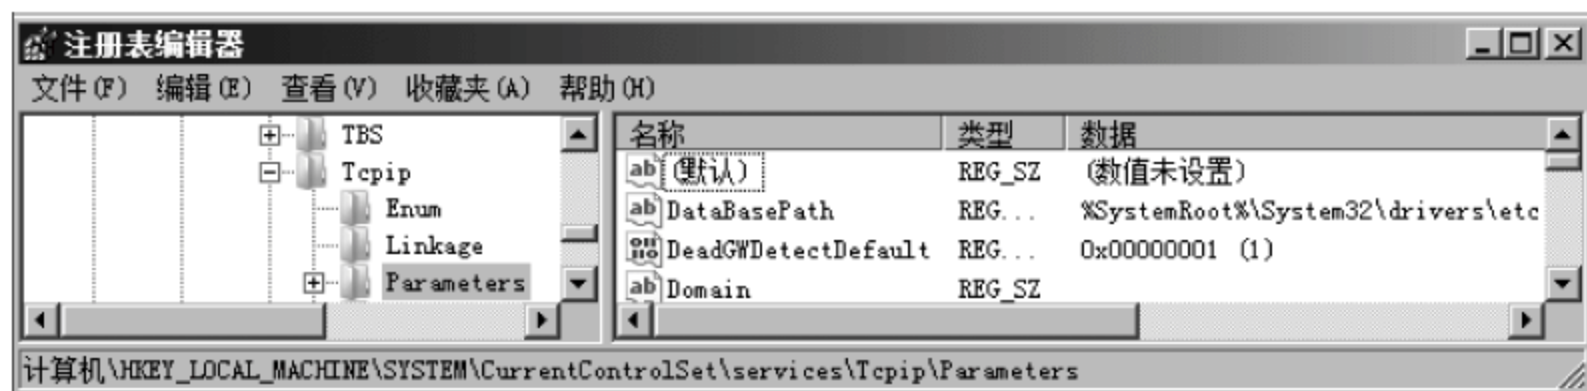 注册表编辑器
文件(F) 编辑(E) 查看(V) 收藏夹(A) 帮助(H)
TBS
Tcpip
Enum
Linkage
Parameters
名称 类型 数据
(默认) REG_SZ (数值未设置)
DataBasePath REG... %SystemRoot%\System32\drivers\etc
DeadGWDetectDefault REG... 0x00000001 (1)
Domain REG_SZ
计算机\HKEY_LOCAL_MACHINE\SYSTEM\CurrentControlSet\services\Tcpip\Parameters